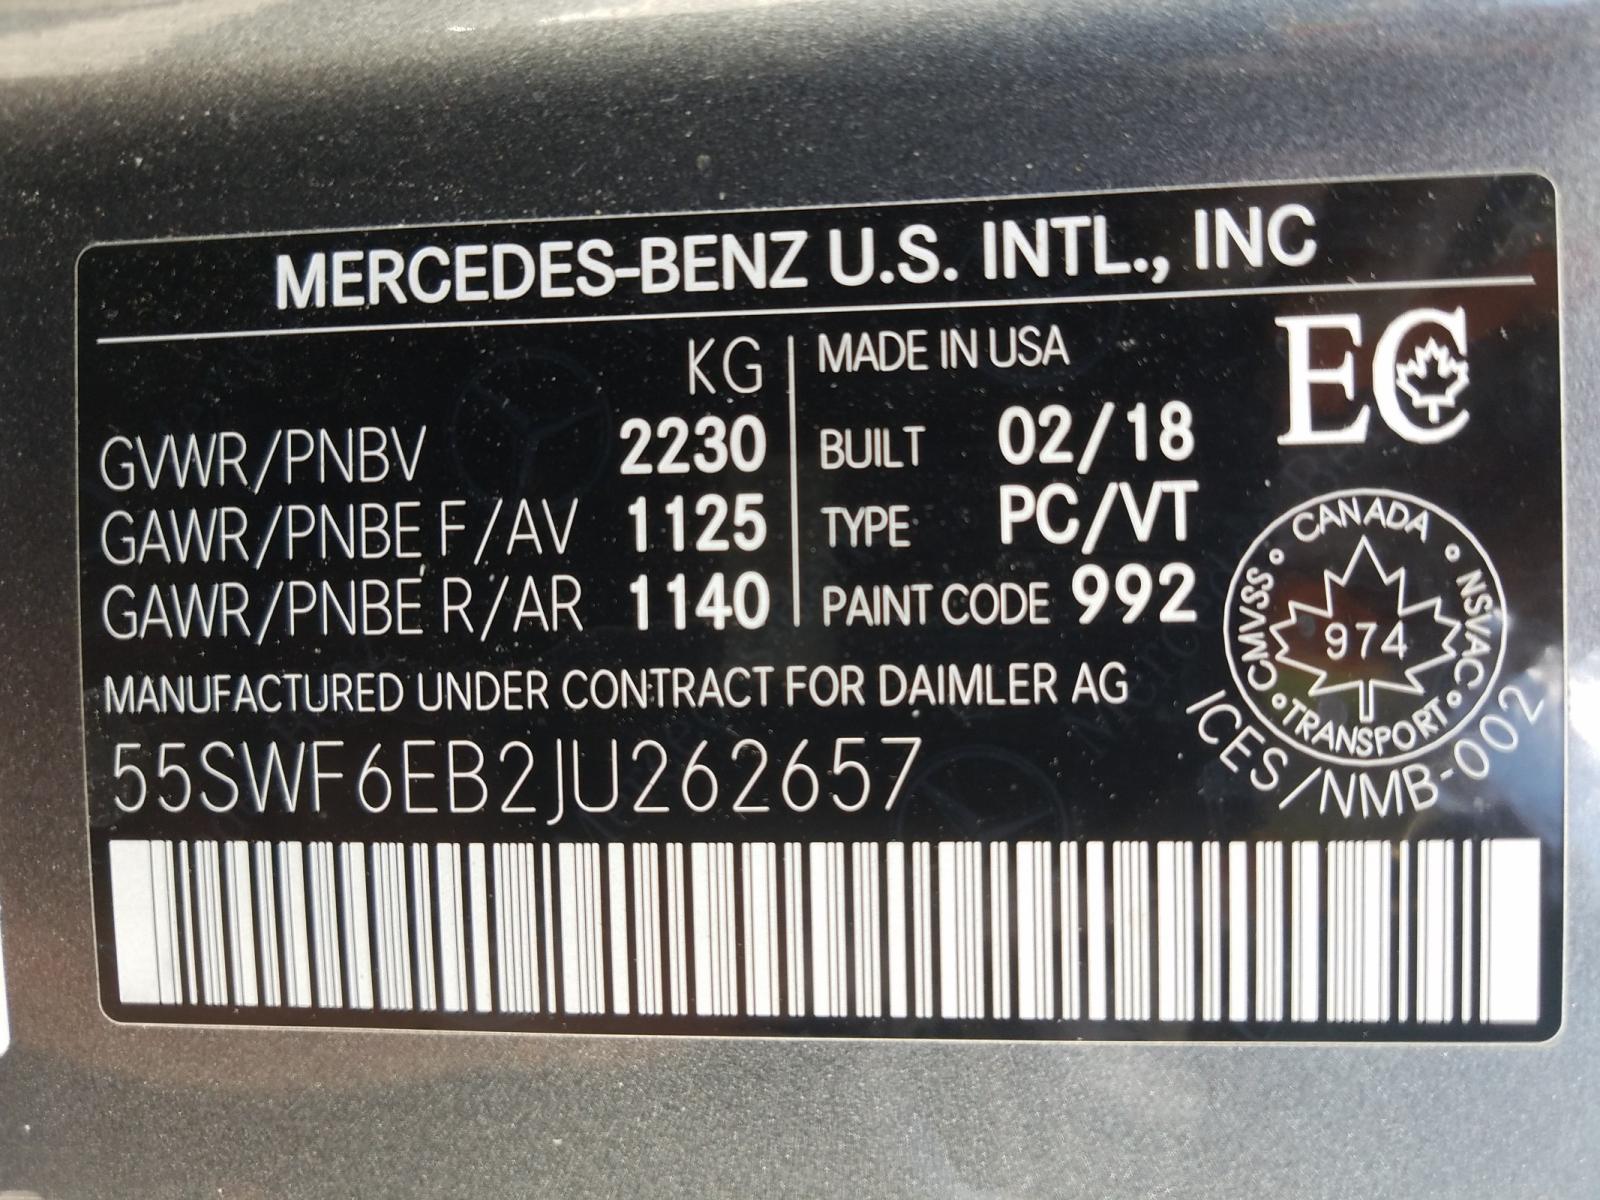 MERCEDES-BENZ U.S. INTL., INC
KG
GVWR/PNBV 2230
GAWR/PNBE F/AV 1125
GAWR/PNBE R/AR 1140
MADE IN USA
BUILT 02/18
TYPE PC/VT
PAINT CODE 992
EC
CANADA
CMVSS
NSVAC
974
TRANSPORT
ICES/NMB-002
MANUFACTURED UNDER CONTRACT FOR DAIMLER AG
55SWF6EB2JU262657